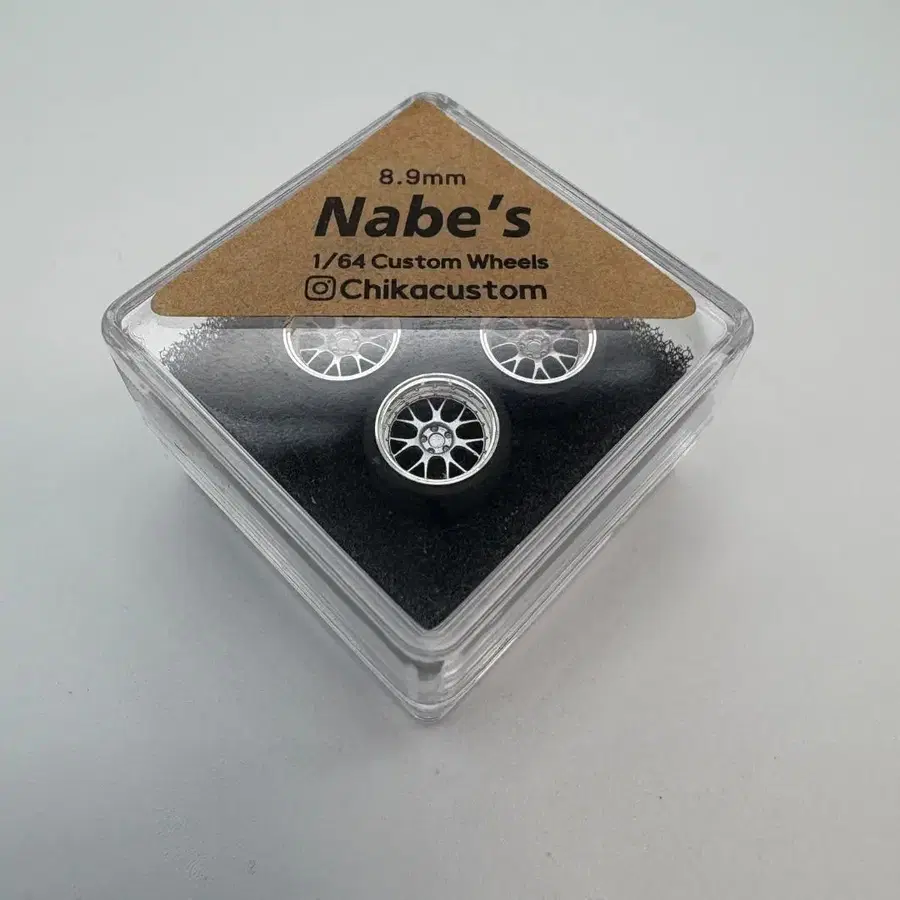 8.9mm
Nabe's
1/64 Custom Wheels
Chikacustom